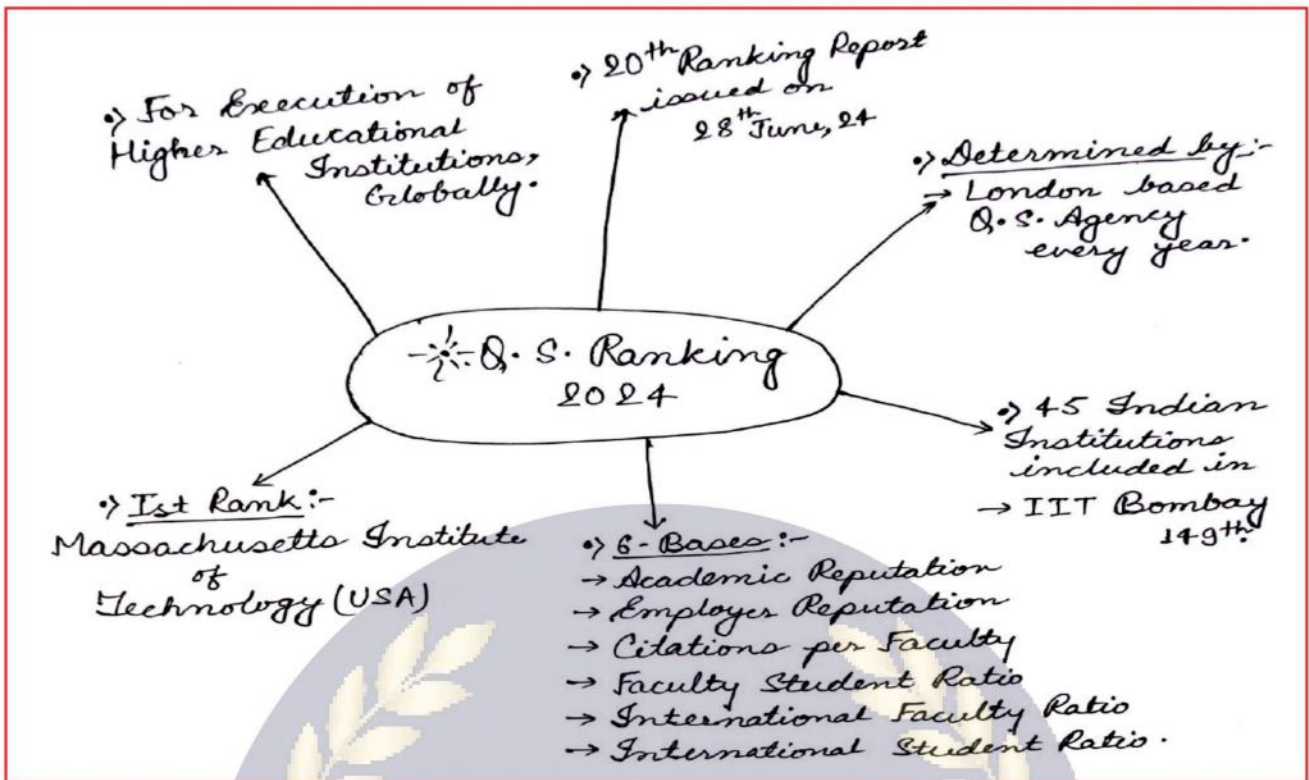 •> For Execution of
Higher Educational
Institutions,
Globally.
•> 20th Ranking Report
issued on
28th June, 24
•> Determined by:-
→ London based
Q.S. Agency
every year.
-☼- Q. S. Ranking
2024
•> 45 Indian
Institutions
included in
→ IIT Bombay
149th.
•> Ist Rank:-
Massachusetts Institute
of
Technology (USA)
•> 6-Bases:-
→ Academic Reputation
→ Employer Reputation
→ Citations per Faculty
→ Faculty Student Ratio
→ International Faculty Ratio
→ International Student Ratio.